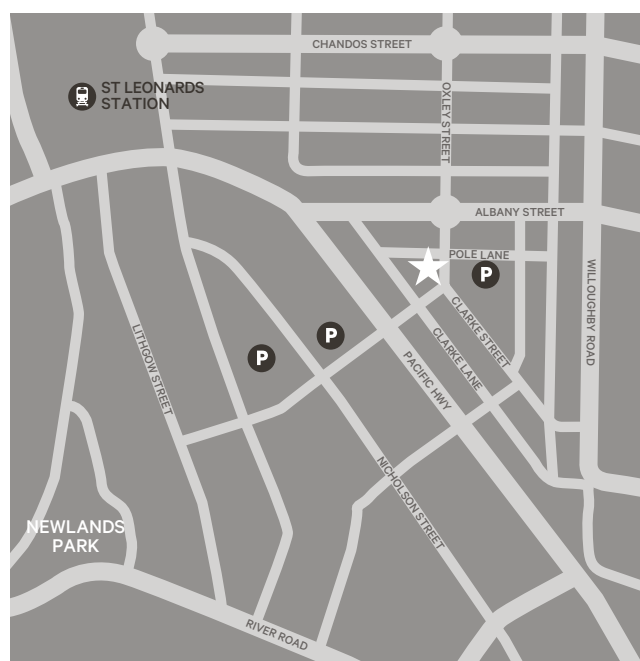 CHANDOS STREET
ST LEONARDS
STATION
OXLEY STREET
ALBANY STREET
POLE LANE
P
WILLOUGHBY ROAD
CLARKE STREET
CLARKE LANE
P
P
PACIFIC HWY
LITHGOW STREET
NICHOLSON STREET
NEWLANDS
PARK
RIVER ROAD